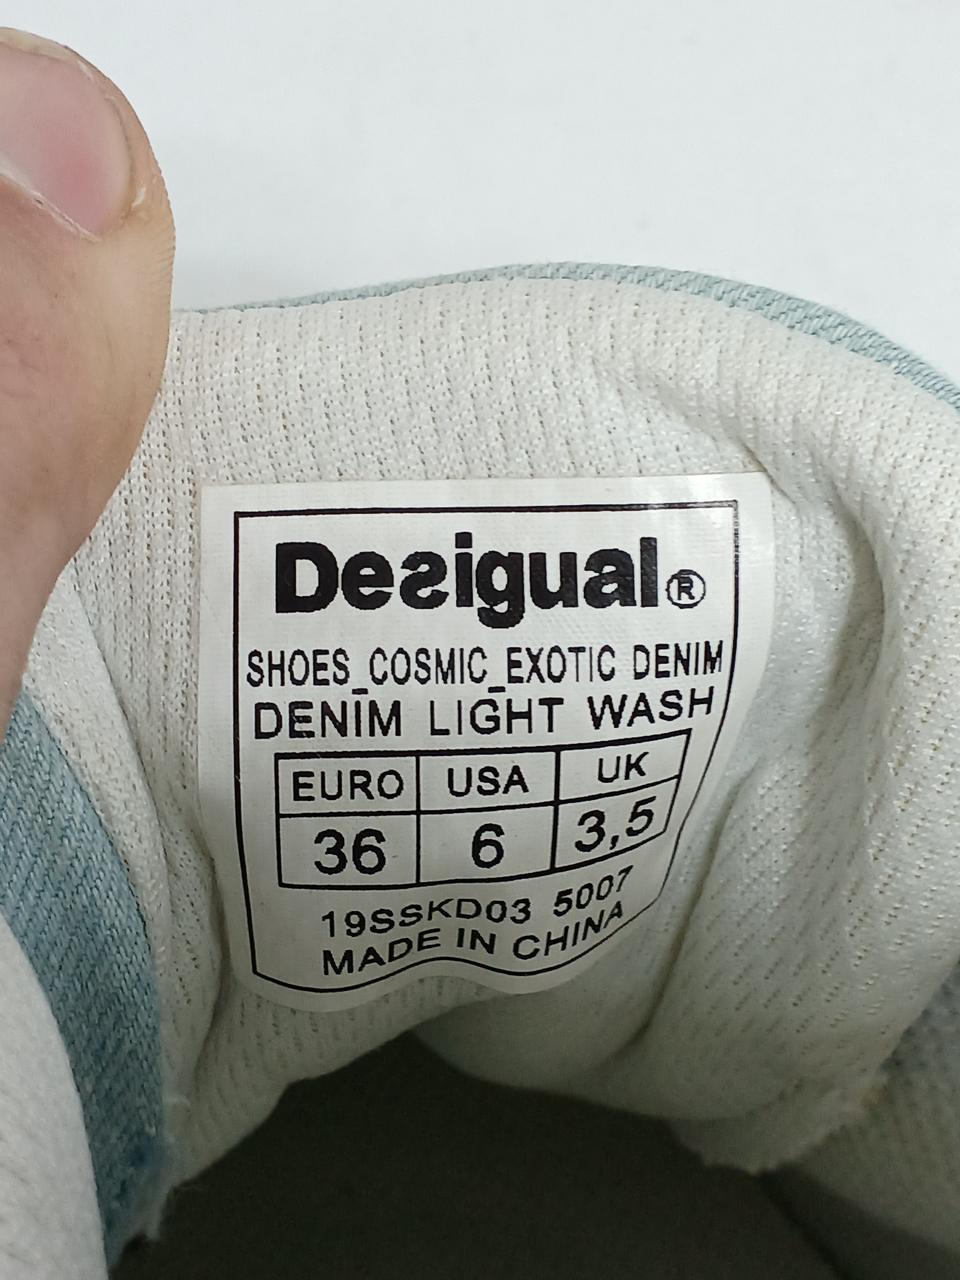 Desigual®
SHOES_COSMIC_EXOTIC DENIM
DENIM LIGHT WASH
EURO USA UK
36 6 3,5
19SSKD03 5007
MADE IN CHINA